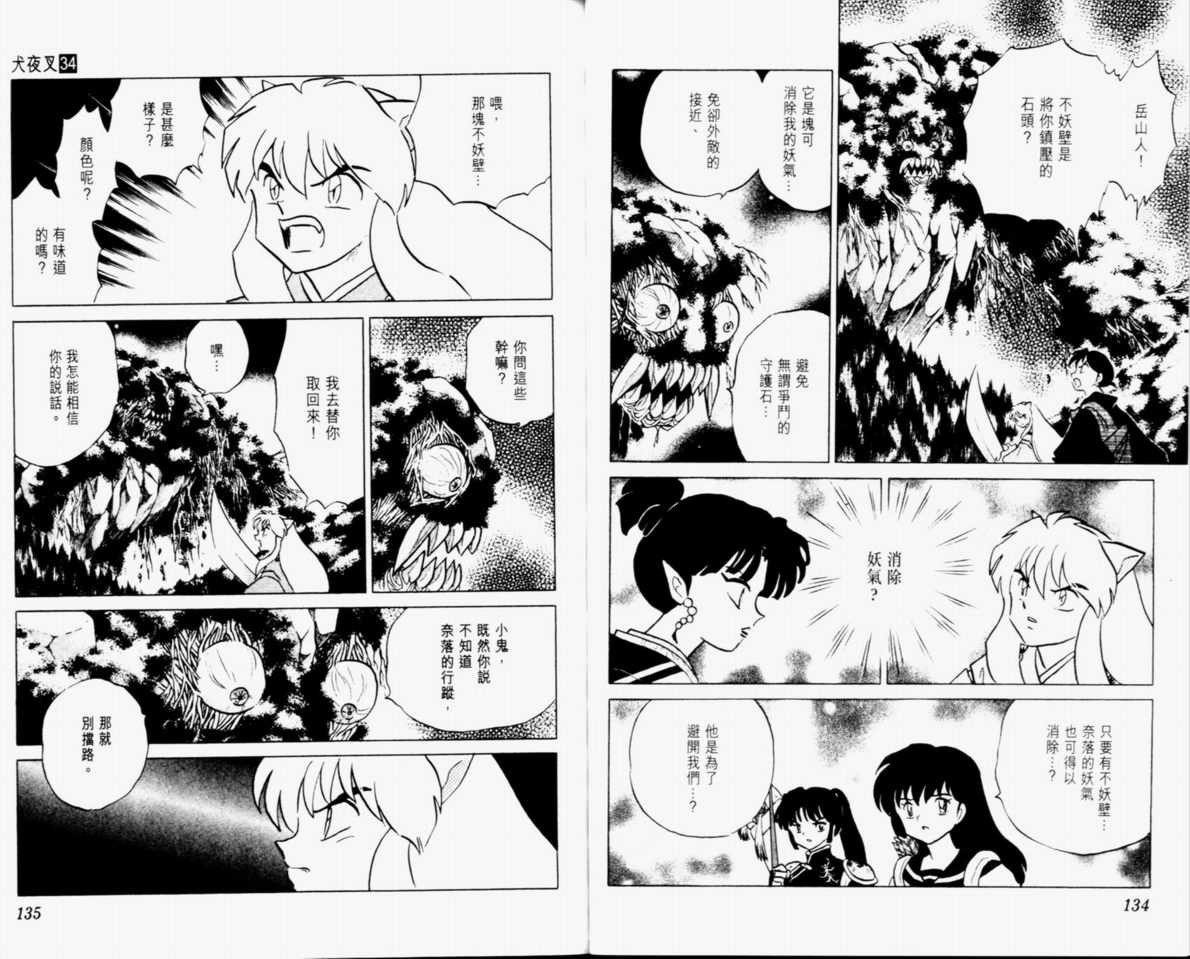 岳山人！
不妖壁是
將你鎮壓的
石頭？
它是塊可
消除我的妖氣…
免卻外敵的
接近、
避免
無謂爭鬥的
守護石…
消除
妖氣？
只要有不妖壁…
奈落的妖氣
也可得以
消除…？
他是為了
避開我們…？
134
犬夜叉34
喂，
那塊不妖壁…
是甚麼
樣子？
顏色呢？
有味道
的嗎？
你問這些
幹嘛？
我去替你
取回來！
嘿…
我怎能相信
你的說話。
小鬼，
既然你說
不知道
奈落的行蹤，
那就
別擋路。
135